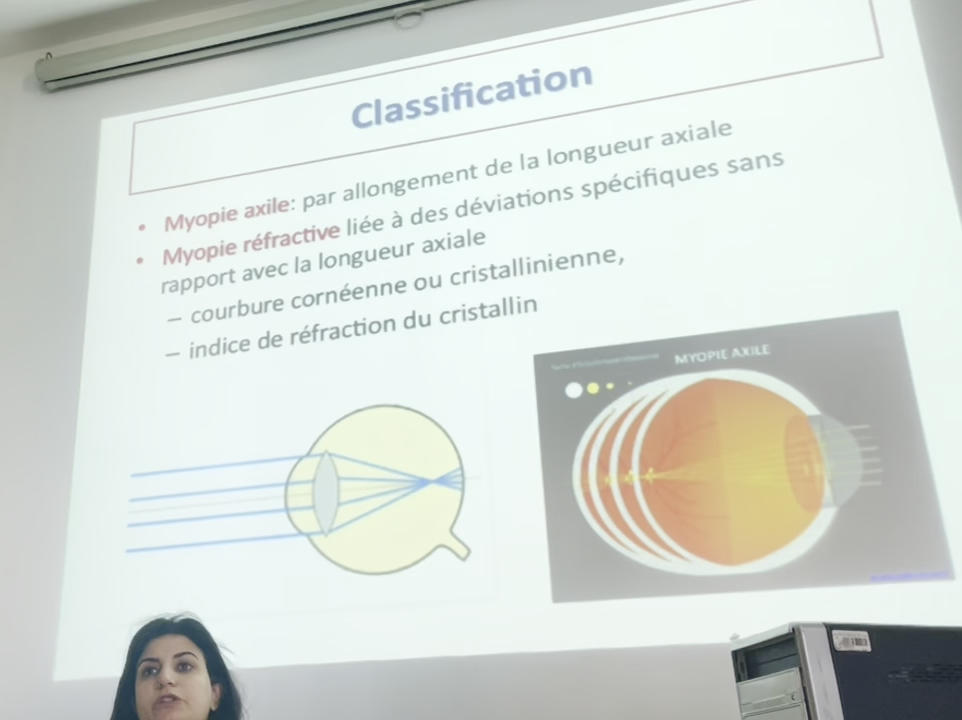 Classification
• Myopie axile: par allongement de la longueur axiale
• Myopie réfractive liée à des déviations spécifiques sans
rapport avec la longueur axiale
– courbure cornéenne ou cristallinienne,
– indice de réfraction du cristallin
MYOPIE AXILE